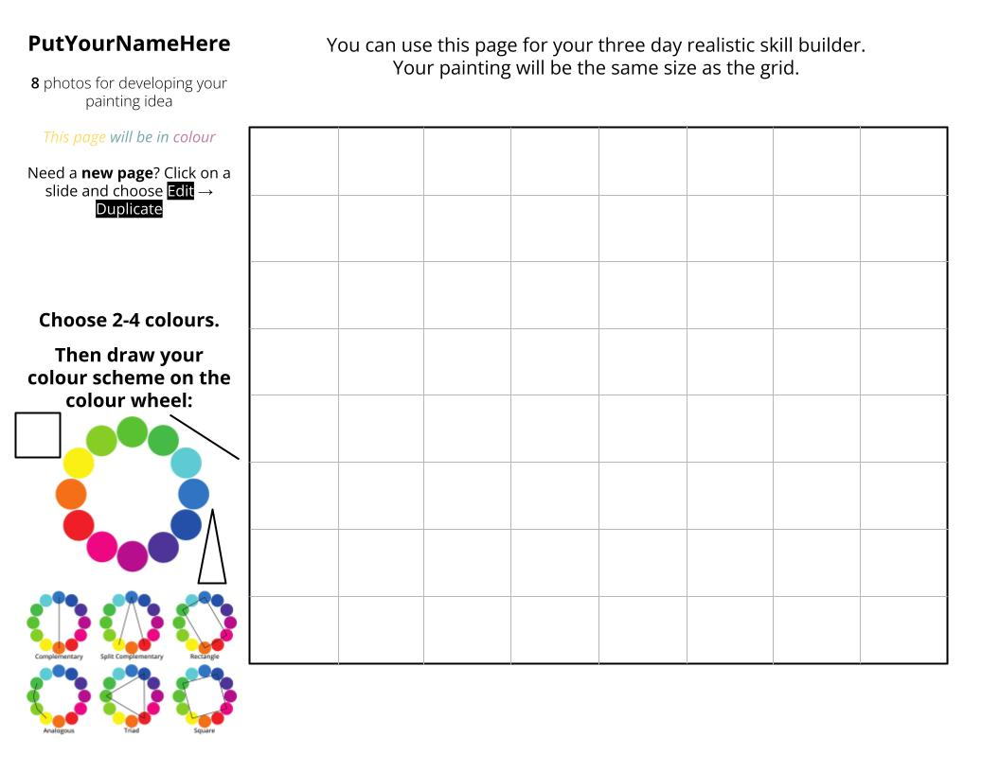 PutYourNameHere
8 photos for developing your
painting idea
This page will be in colour
Need a new page? Click on a
slide and choose Edit →
Duplicate
You can use this page for your three day realistic skill builder.
Your painting will be the same size as the grid.
Choose 2-4 colours.
Then draw your
colour scheme on the
colour wheel:
Complementary
Split Complementary
Rectangle
Analogous
Triad
Square